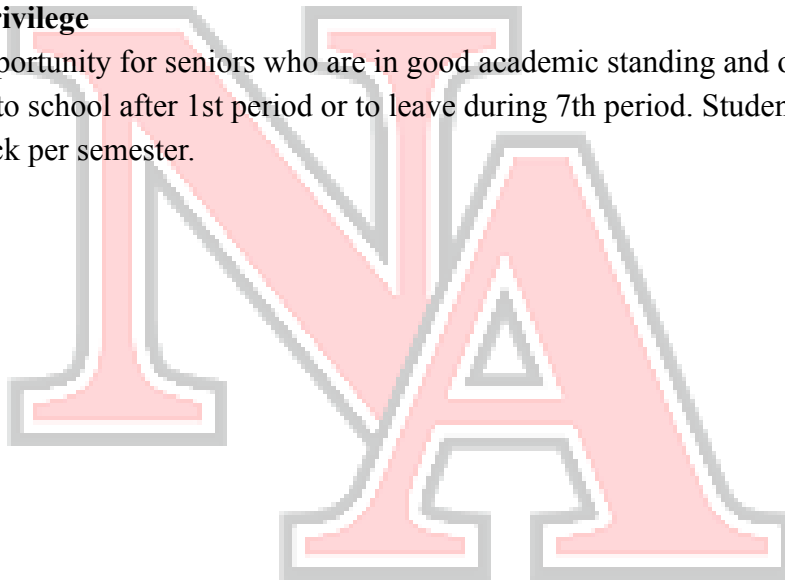 rivilege
portunity for seniors who are in good academic standing and o
to school after 1st period or to leave during 7th period. Studen
ck per semester.
NA